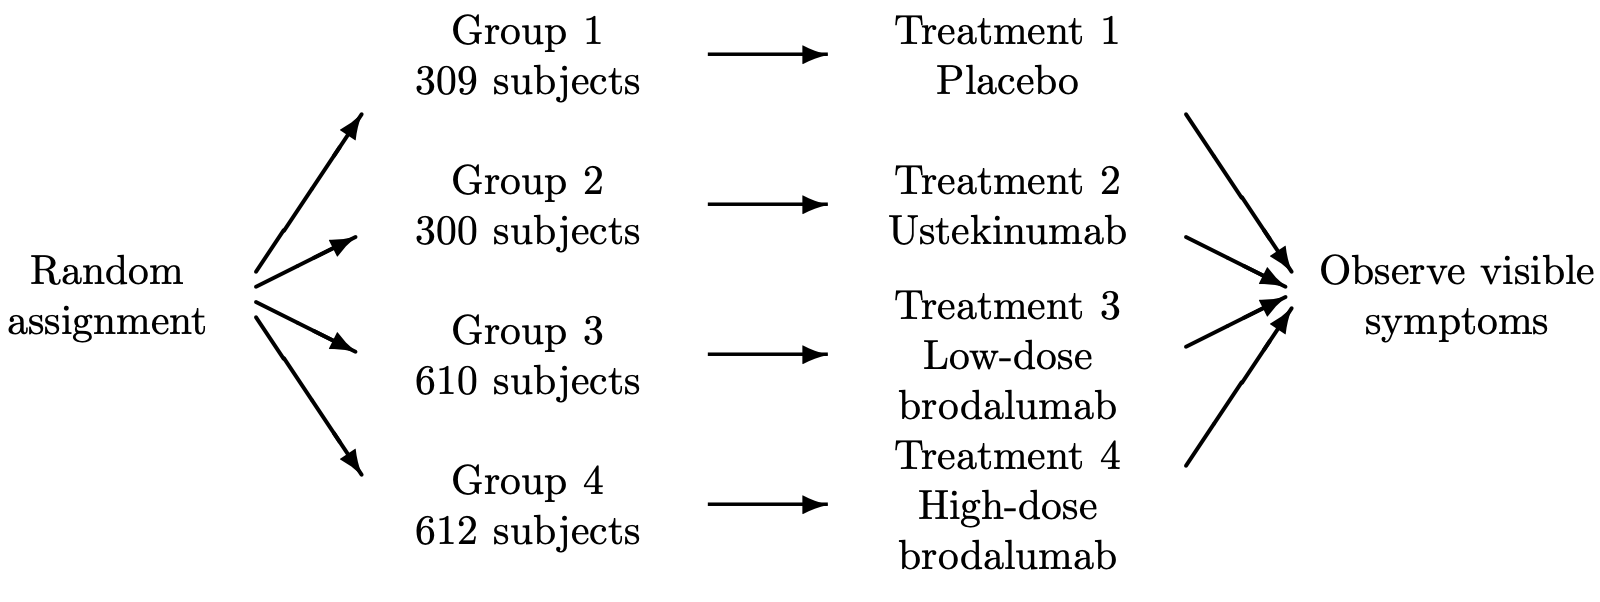 Random
assignment
Group 1
309 subjects
Group 2
300 subjects
Group 3
610 subjects
Group 4
612 subjects
Treatment 1
Placebo
Treatment 2
Ustekinumab
Treatment 3
Low-dose
brodalumab
Treatment 4
High-dose
brodalumab
Observe visible
symptoms